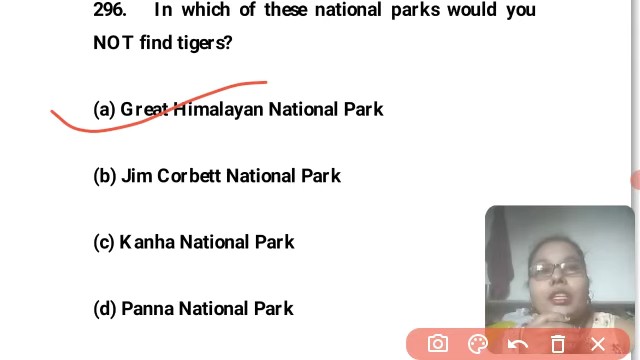 296. In which of these national parks would you
NOT find tigers?
(a) Great Himalayan National Park
(b) Jim Corbett National Park
(c) Kanha National Park
(d) Panna National Park